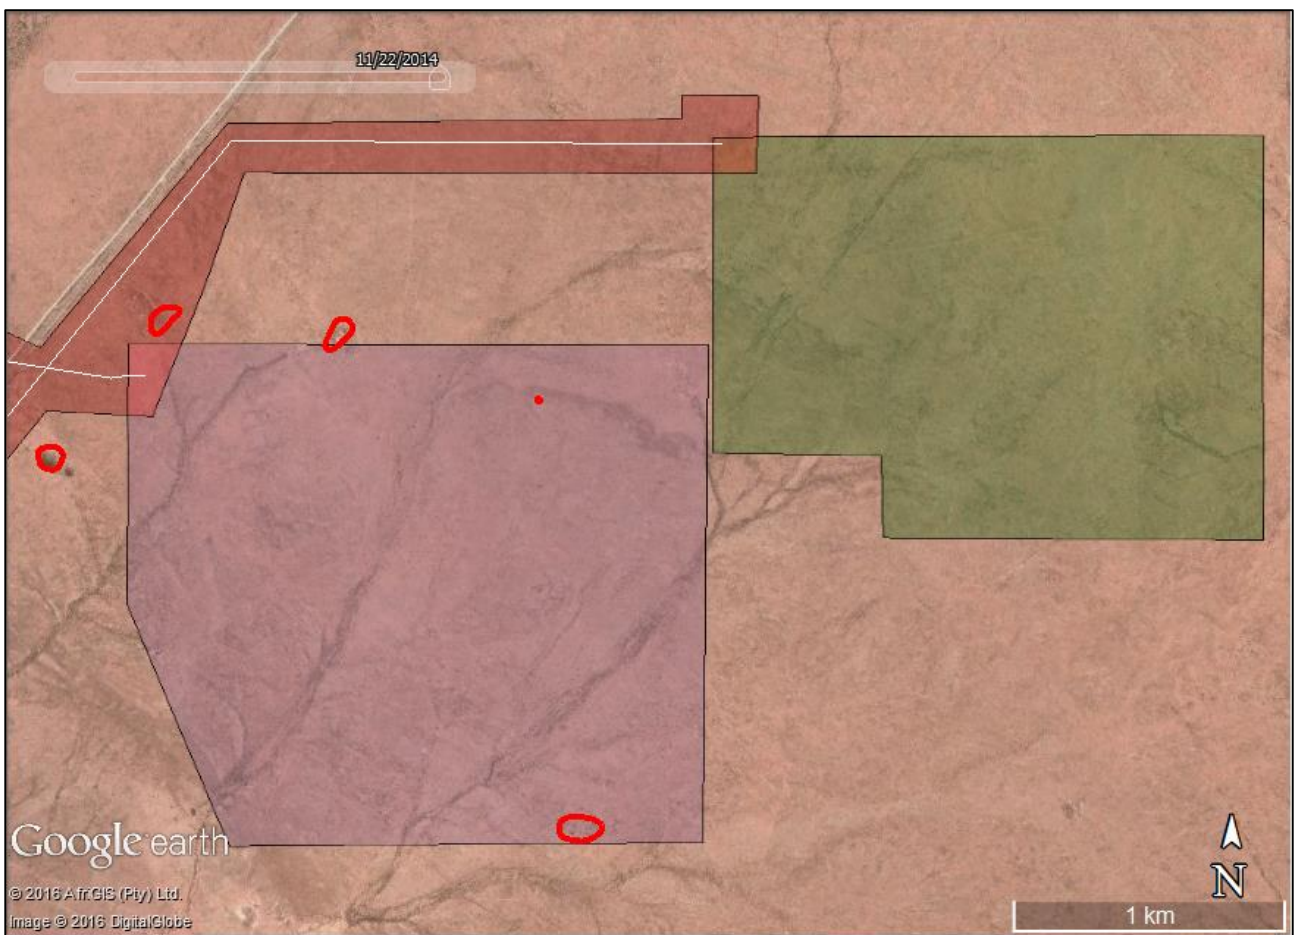 11/22/2014
Google earth
© 2016 AfriGIS (Pty) Ltd.
Image © 2016 DigitalGlobe
N
1 km